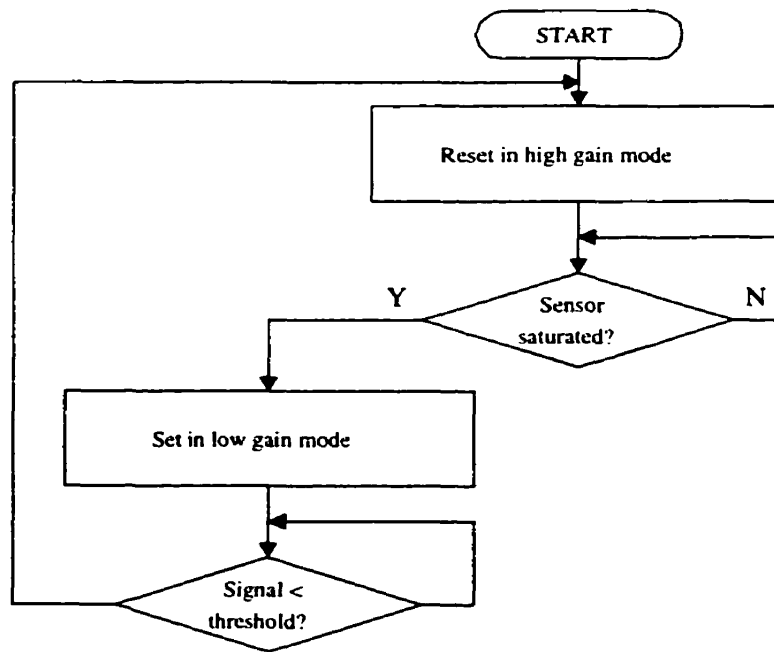 START
Reset in high gain mode
Y
Sensor
N
saturated?
Set in low gain mode
Signal <
threshold?